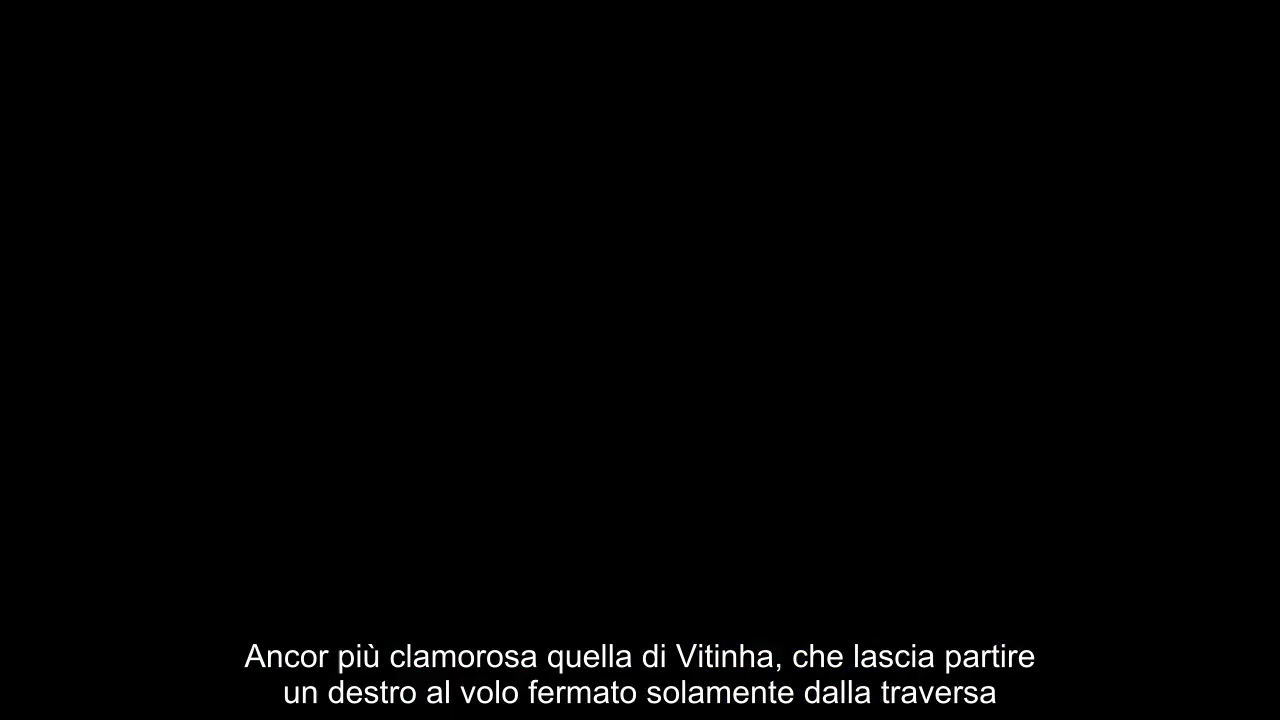 Ancor più clamorosa quella di Vitinha, che lascia partire
un destro al volo fermato solamente dalla traversa